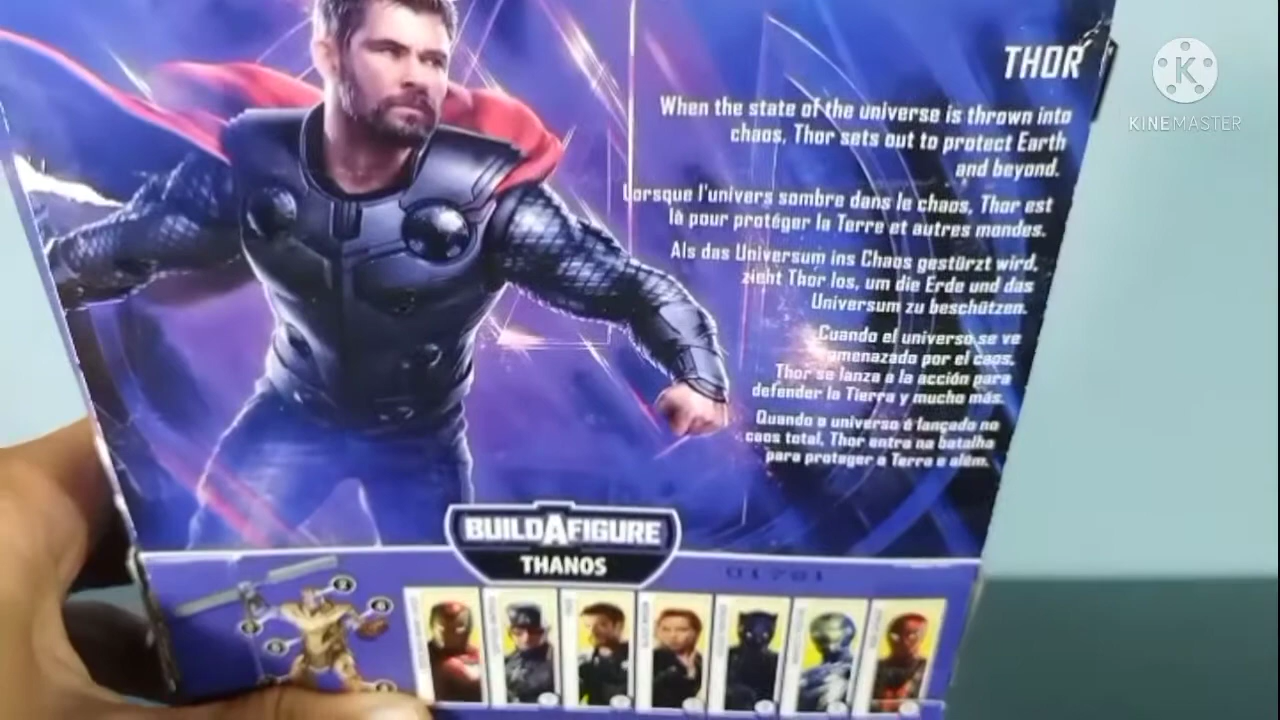 THOR
K
KINEMASTER
When the state of the universe is thrown into
chaos, Thor sets out to protect Earth
and beyond.
Lorsque l'univers sombre dans le chaos, Thor est
là pour protéger la Terre et autres mondes.
Als das Universum ins Chaos gestürzt wird,
zieht Thor los, um die Erde und das
Universum zu beschützen.
Cuando el universo se ve
amenazado por el caos,
Thor se lanza a la acción para
defender la Tierra y mucho más.
Quando o universo é lançado no
caos total, Thor entra na batalha
para proteger a Terra e além.
BUILD A FIGURE
THANOS